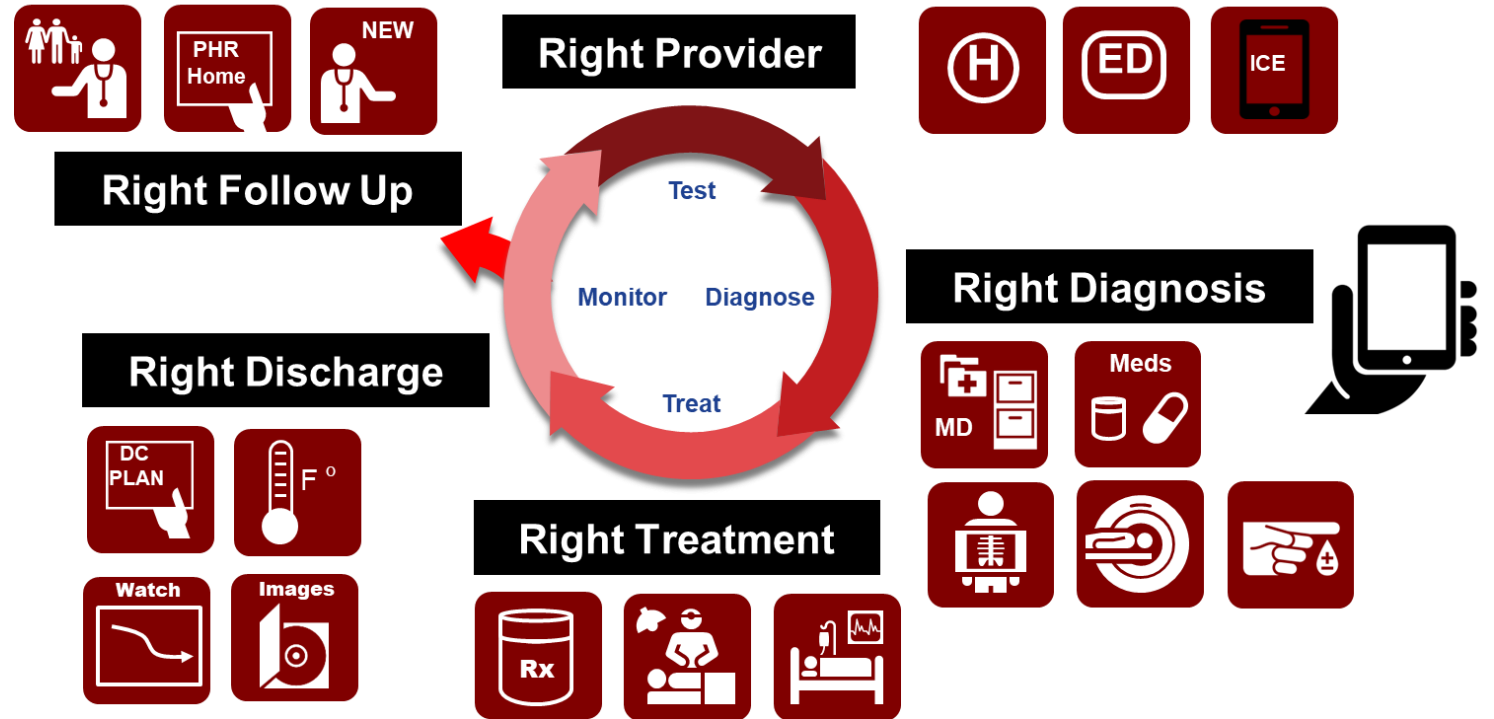 NEW
PHR
Home
Right Provider
H
ED
ICE
Right Follow Up
Test
Monitor
Diagnose
Treat
Right Diagnosis
MD
Meds
Right Discharge
DC
PLAN
F °
Watch
Images
Right Treatment
Rx